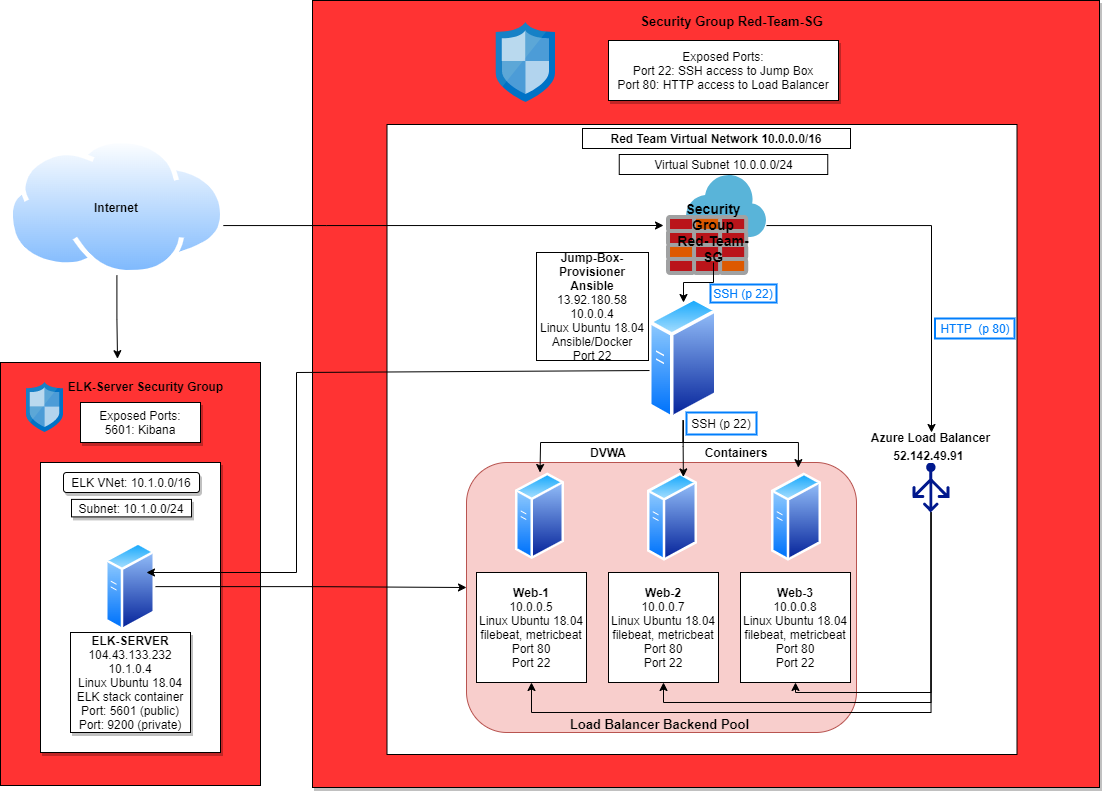 Security Group Red-Team-SG
Exposed Ports:
Port 22: SSH access to Jump Box
Port 80: HTTP access to Load Balancer
Red Team Virtual Network 10.0.0.0/16
Virtual Subnet 10.0.0.0/24
Internet
Security
Group
Red-Team-
SG
Jump-Box-
Provisioner
Ansible
13.92.180.58
10.0.0.4
Linux Ubuntu 18.04
Ansible/Docker
Port 22
SSH (p 22)
HTTP (p 80)
ELK-Server Security Group
Exposed Ports:
5601: Kibana
SSH (p 22)
DVWA
Containers
Azure Load Balancer
52.142.49.91
ELK VNet: 10.1.0.0/16
Subnet: 10.1.0.0/24
ELK-SERVER
104.43.133.232
10.1.0.4
Linux Ubuntu 18.04
ELK stack container
Port: 5601 (public)
Port: 9200 (private)
Web-1
10.0.0.5
Linux Ubuntu 18.04
filebeat, metricbeat
Port 80
Port 22
Web-2
10.0.0.7
Linux Ubuntu 18.04
filebeat, metricbeat
Port 80
Port 22
Web-3
10.0.0.8
Linux Ubuntu 18.04
filebeat, metricbeat
Port 80
Port 22
Load Balancer Backend Pool